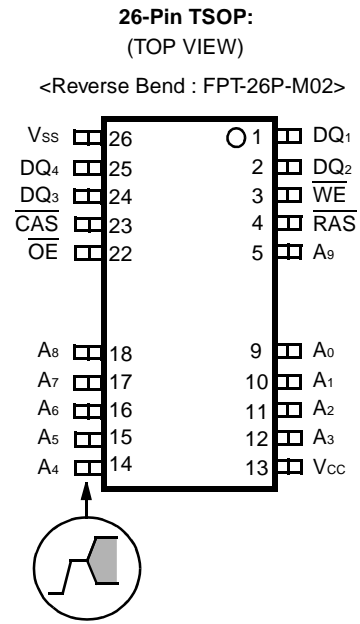 26-Pin TSOP:
(TOP VIEW)
<Reverse Bend : FPT-26P-M02>
VSS 26 1 DQ1
DQ4 25 2 DQ2
DQ3 24 3 WE
CAS 23 4 RAS
OE 22 5 A9
A8 18 9 A0
A7 17 10 A1
A6 16 11 A2
A5 15 12 A3
A4 14 13 VCC